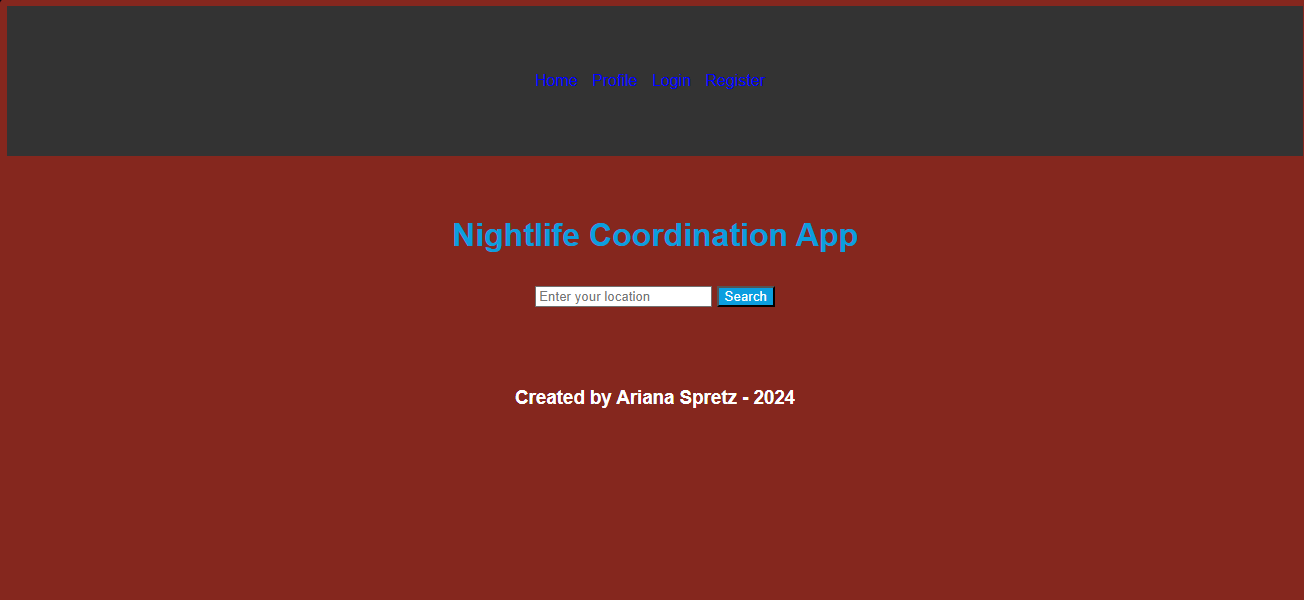 Home Profile Login Register
Nightlife Coordination App
Enter your location Search
Created by Ariana Spretz - 2024